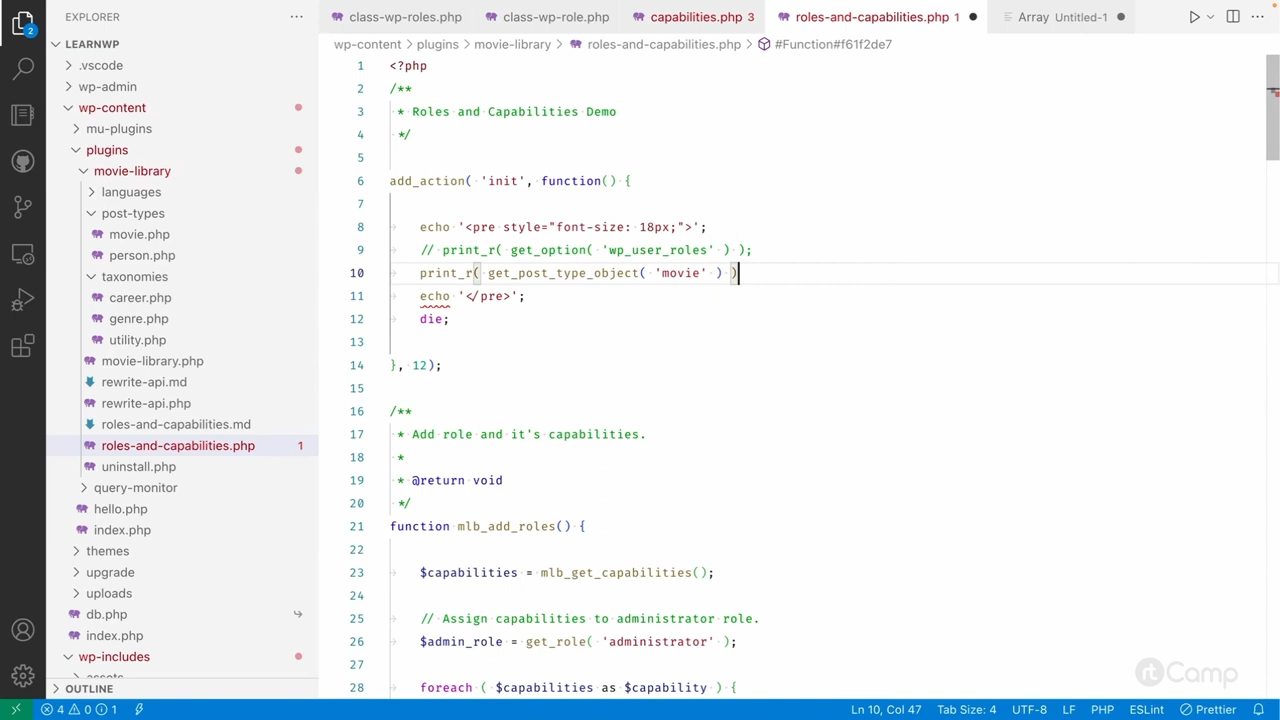 EXPLORER
LEARNWP
.vscode
wp-admin
wp-content
mu-plugins
plugins
movie-library
languages
post-types
movie.php
person.php
taxonomies
career.php
genre.php
utility.php
movie-library.php
rewrite-api.md
rewrite-api.php
roles-and-capabilities.md
roles-and-capabilities.php 1
uninstall.php
query-monitor
hello.php
index.php
themes
upgrade
uploads
db.php
index.php
wp-includes
assets
OUTLINE
2
class-wp-roles.php class-wp-role.php capabilities.php 3 roles-and-capabilities.php 1 Array Untitled-1
wp-content > plugins > movie-library > roles-and-capabilities.php > #Function#f61f2de7
1 <?php
2 /**
3 * Roles and Capabilities Demo
4 */
5
6 add_action( 'init', function() {
7
8 echo '<pre style="font-size: 18px;">';
9 // print_r( get_option( 'wp_user_roles' ) );
10 print_r( get_post_type_object( 'movie' ) )
11 echo '</pre>';
12 die;
13
14 }, 12);
15
16 /**
17 * Add role and it's capabilities.
18 *
19 * @return void
20 */
21 function mlb_add_roles() {
22
23 $capabilities = mlb_get_capabilities();
24
25 // Assign capabilities to administrator role.
26 $admin_role = get_role( 'administrator' );
27
28 foreach ( $capabilities as $capability ) {
rtCamp
4 0 1 Ln 10, Col 47 Tab Size: 4 UTF-8 LF PHP ESLint Prettier